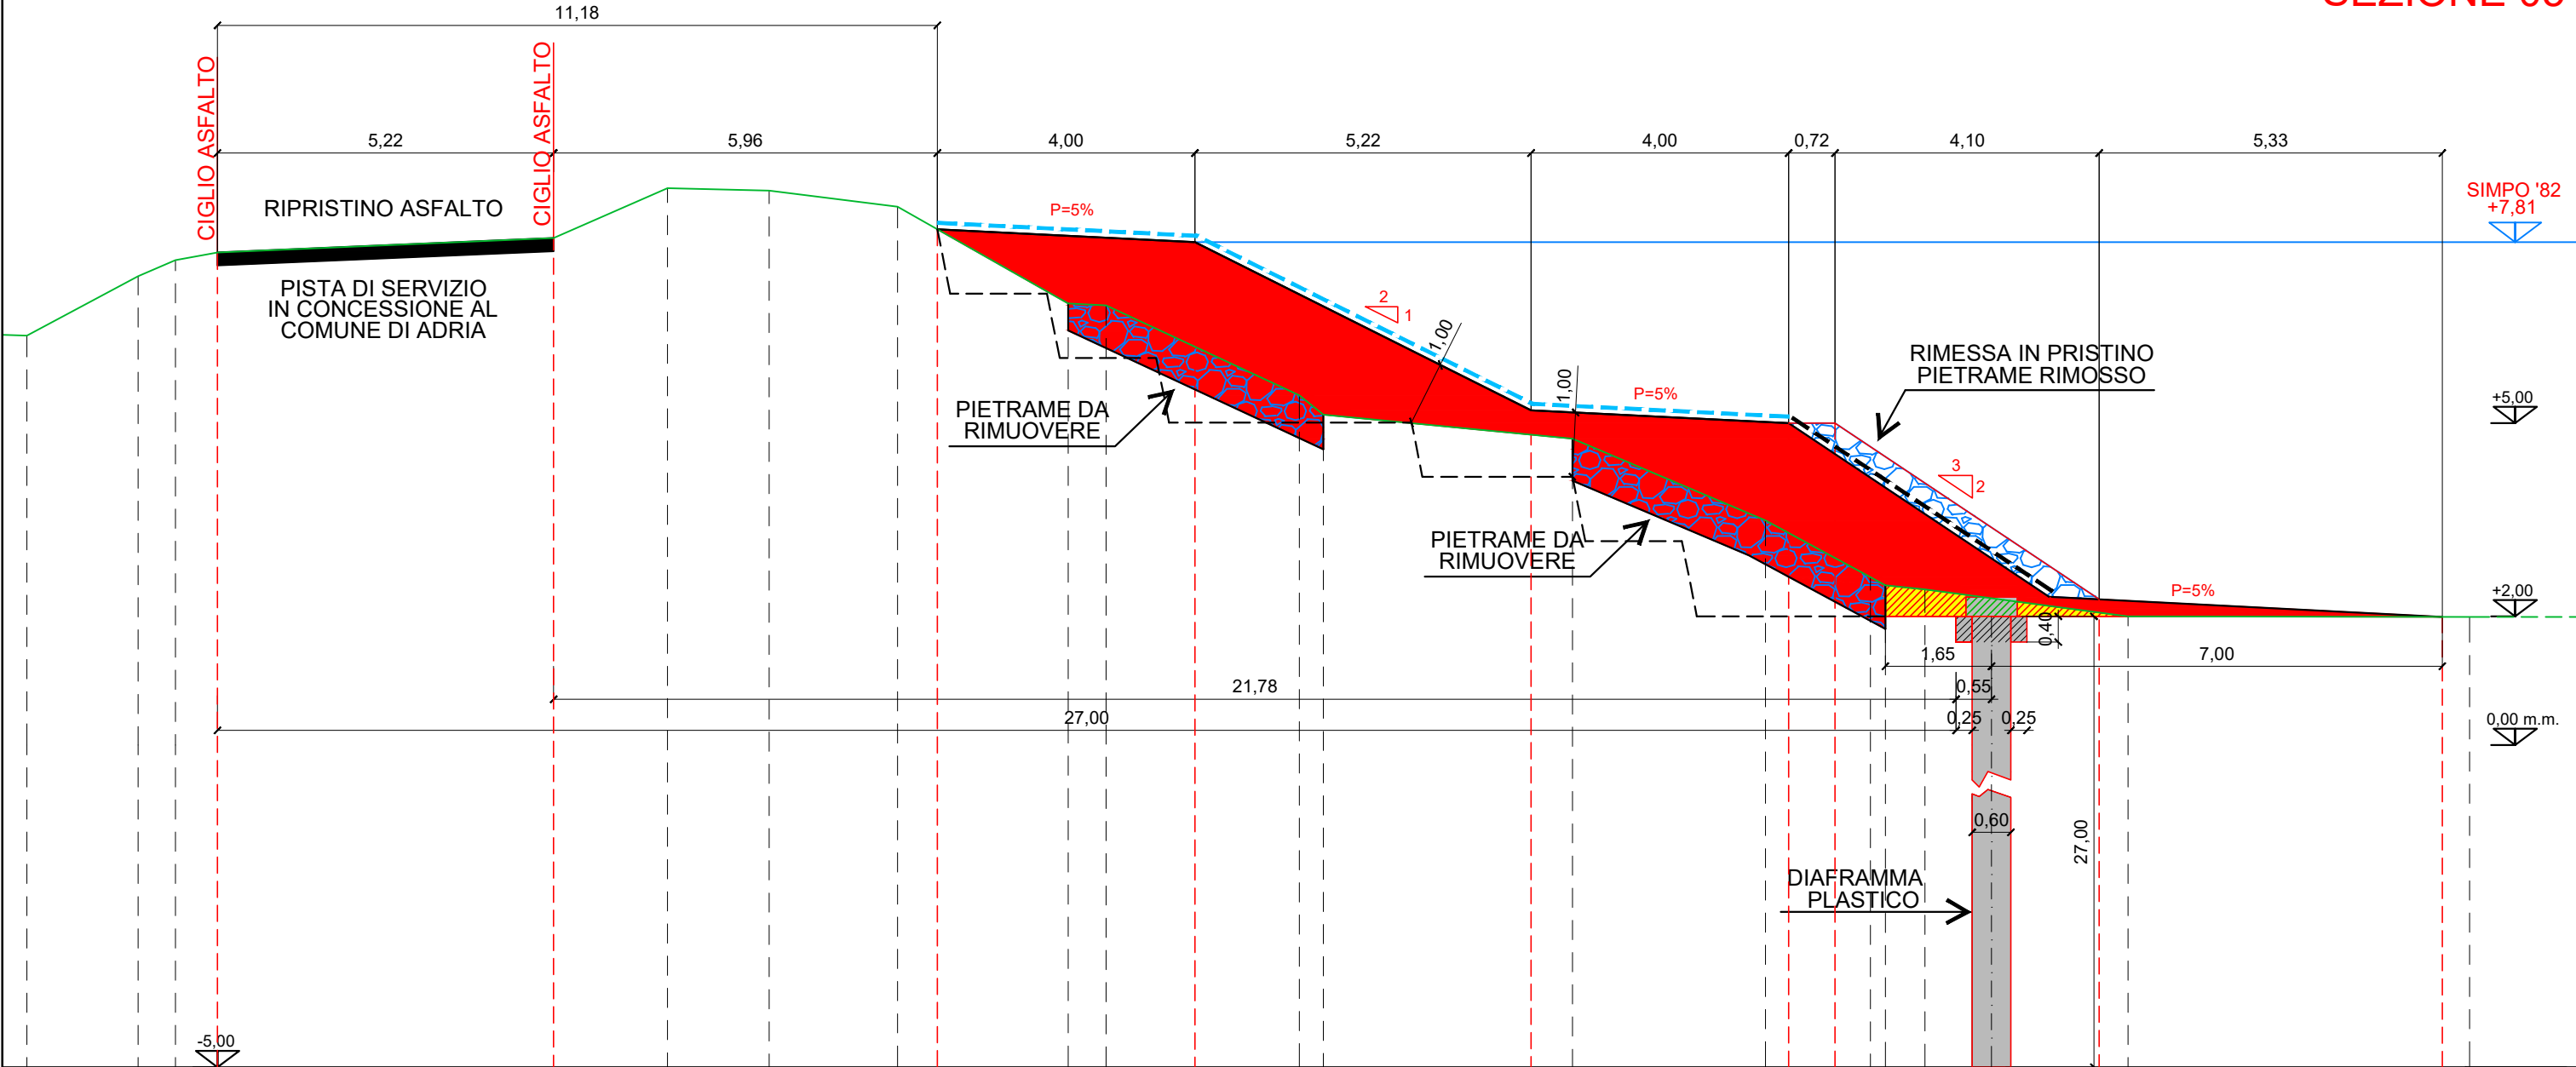 11,18
CIGLIO ASFALTO
CIGLIO ASFALTO
5,22
5,96
4,00
5,22
4,00
0,72
4,10
5,33
RIPRISTINO ASFALTO
P=5%
SIMPO '82
+7,81
PISTA DI SERVIZIO
IN CONCESSIONE AL
COMUNE DI ADRIA
2
1
1,00
1,00
P=5%
RIMESSA IN PRISTINO
PIETRAME RIMOSSO
+5,00
PIETRAME DA
RIMUOVERE
3
2
PIETRAME DA
RIMUOVERE
P=5%
+2,00
0,40
1,65
7,00
21,78
0,55
27,00
0,25
0,25
0,00 m.m.
0,60
27,00
DIAFRAMMA
PLASTICO
-5,00